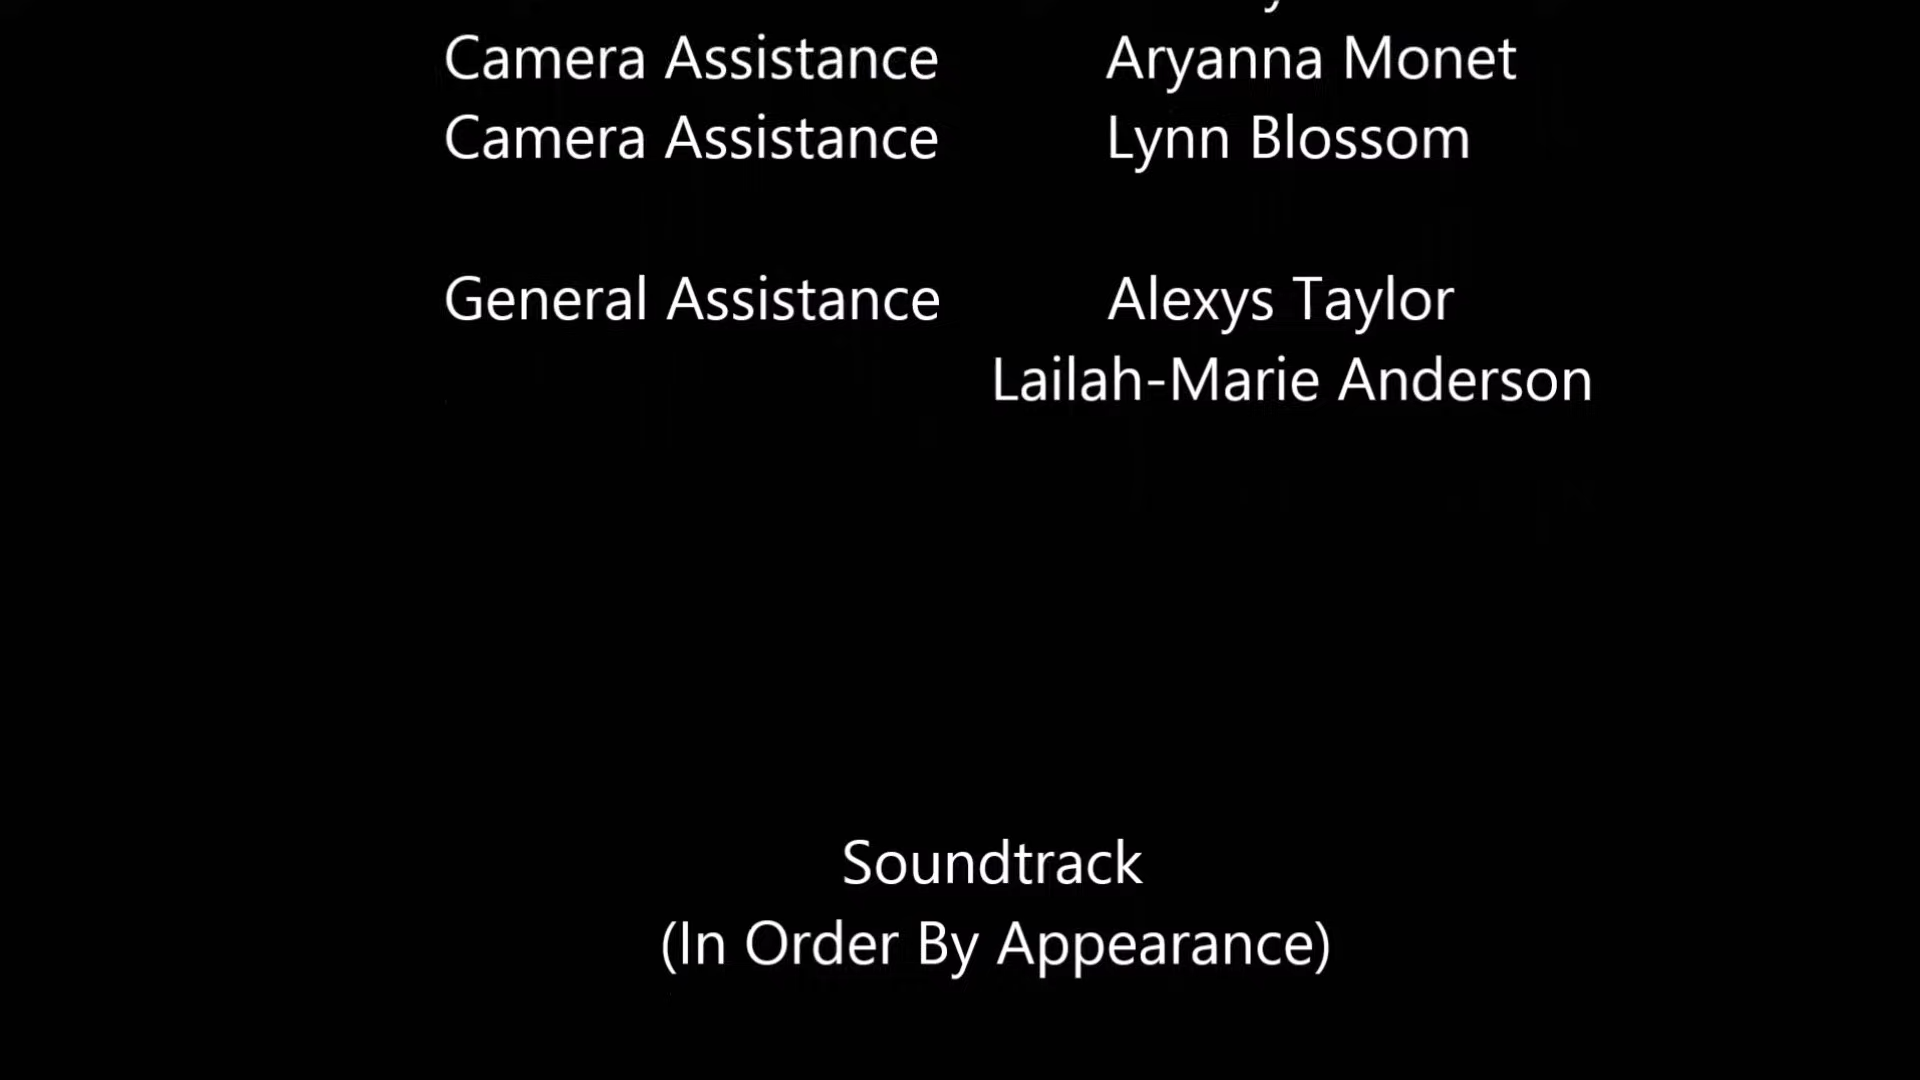 Camera Assistance Aryanna Monet
Camera Assistance Lynn Blossom
General Assistance Alexys Taylor
Lailah-Marie Anderson
Soundtrack
(In Order By Appearance)